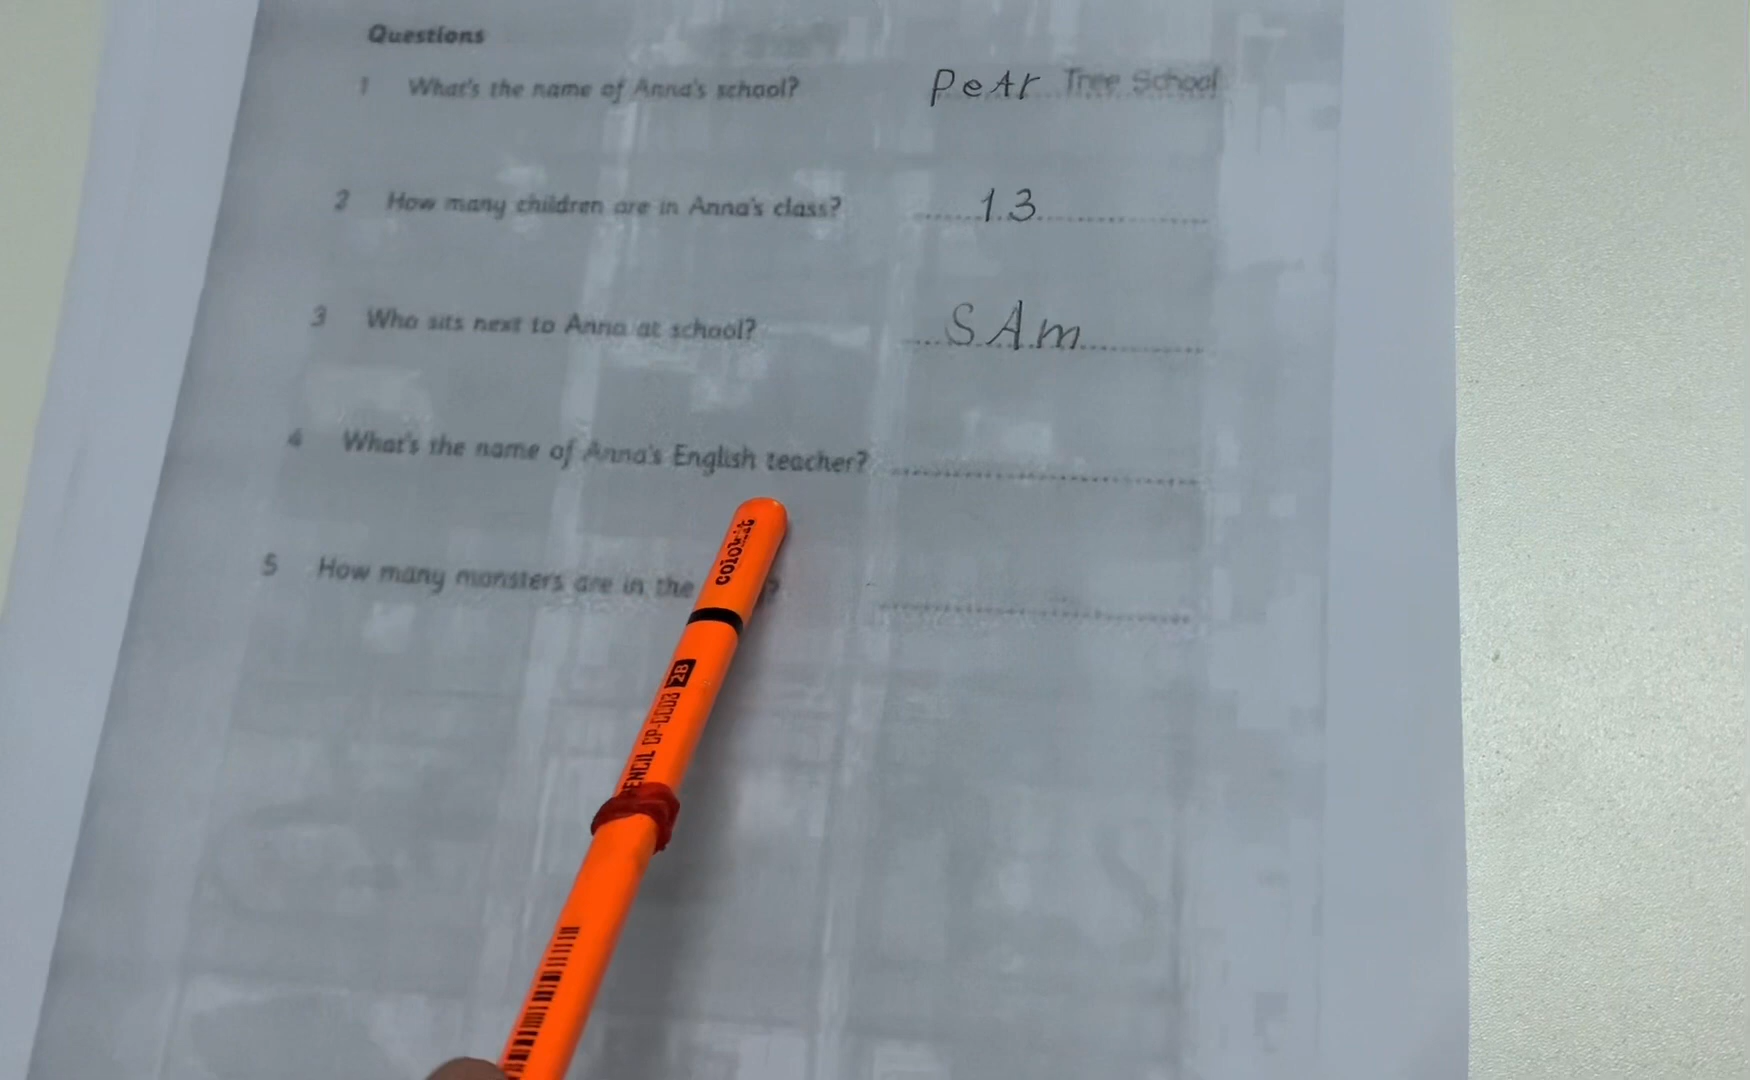 Questions
1 What's the name of Anna's school? PeAr Tree School
2 How many children are in Anna's class? 13
3 Who sits next to Anna at school? SAm
4 What's the name of Anna's English teacher?
5 How many monsters are in the ?
colokit
PENCIL CP-C003 2B